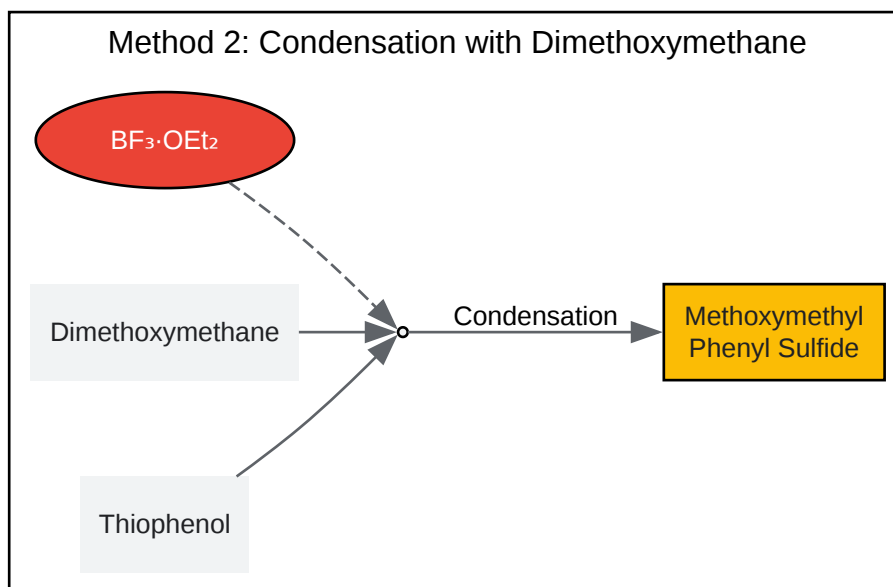 Method 2: Condensation with Dimethoxymethane
BF₃·OEt₂
Dimethoxymethane
Condensation
Methoxymethyl
Phenyl Sulfide
Thiophenol